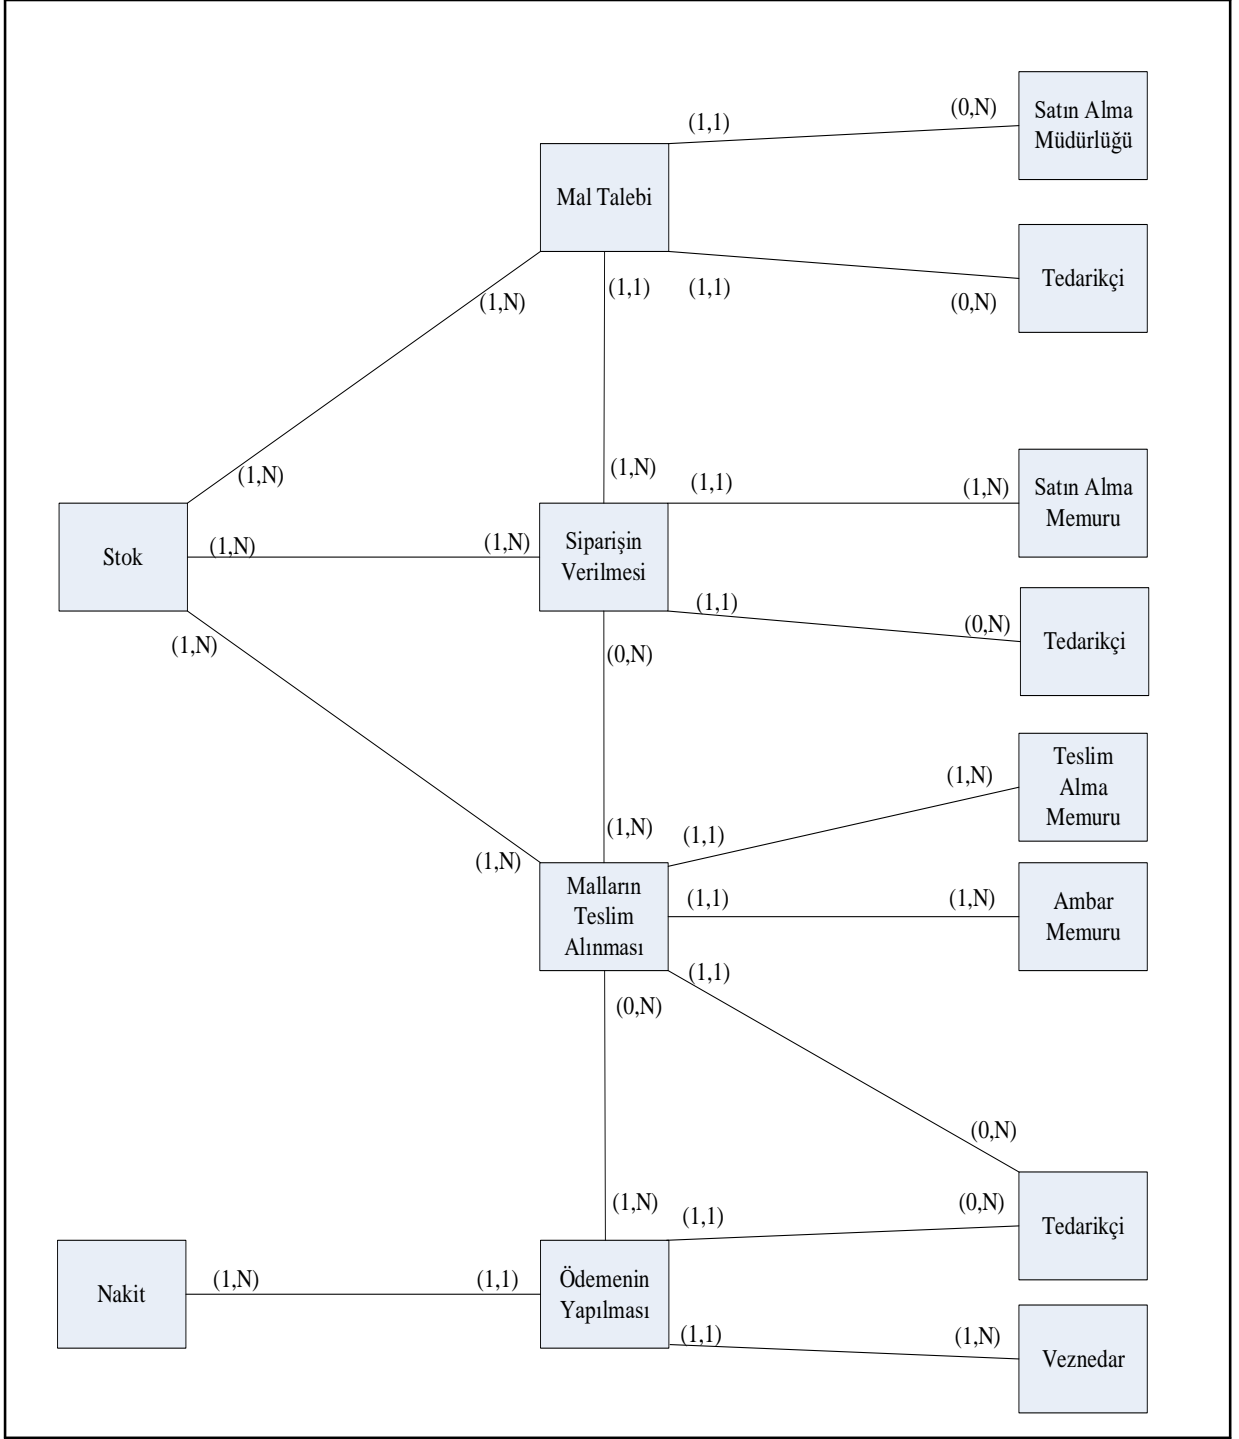 (0,N)
Satın Alma
Müdürlüğü
(1,1)
Mal Talebi
Tedarikçi
(1,N)
(1,1)
(1,1)
(0,N)
(1,N)
(1,N)
(1,1)
(1,N)
Satın Alma
Memuru
Stok
(1,N)
(1,N)
Siparişin
Verilmesi
(1,1)
(0,N)
Tedarikçi
(1,N)
(0,N)
Teslim
Alma
Memuru
(1,N)
(1,N)
(1,1)
(1,N)
Malların
Teslim
Alınması
(1,1)
(1,N)
Ambar
Memuru
(1,1)
(0,N)
(0,N)
(1,N)
(1,1)
(0,N)
Tedarikçi
Nakit
(1,N)
(1,1)
Ödemenin
Yapılması
(1,1)
(1,N)
Veznedar